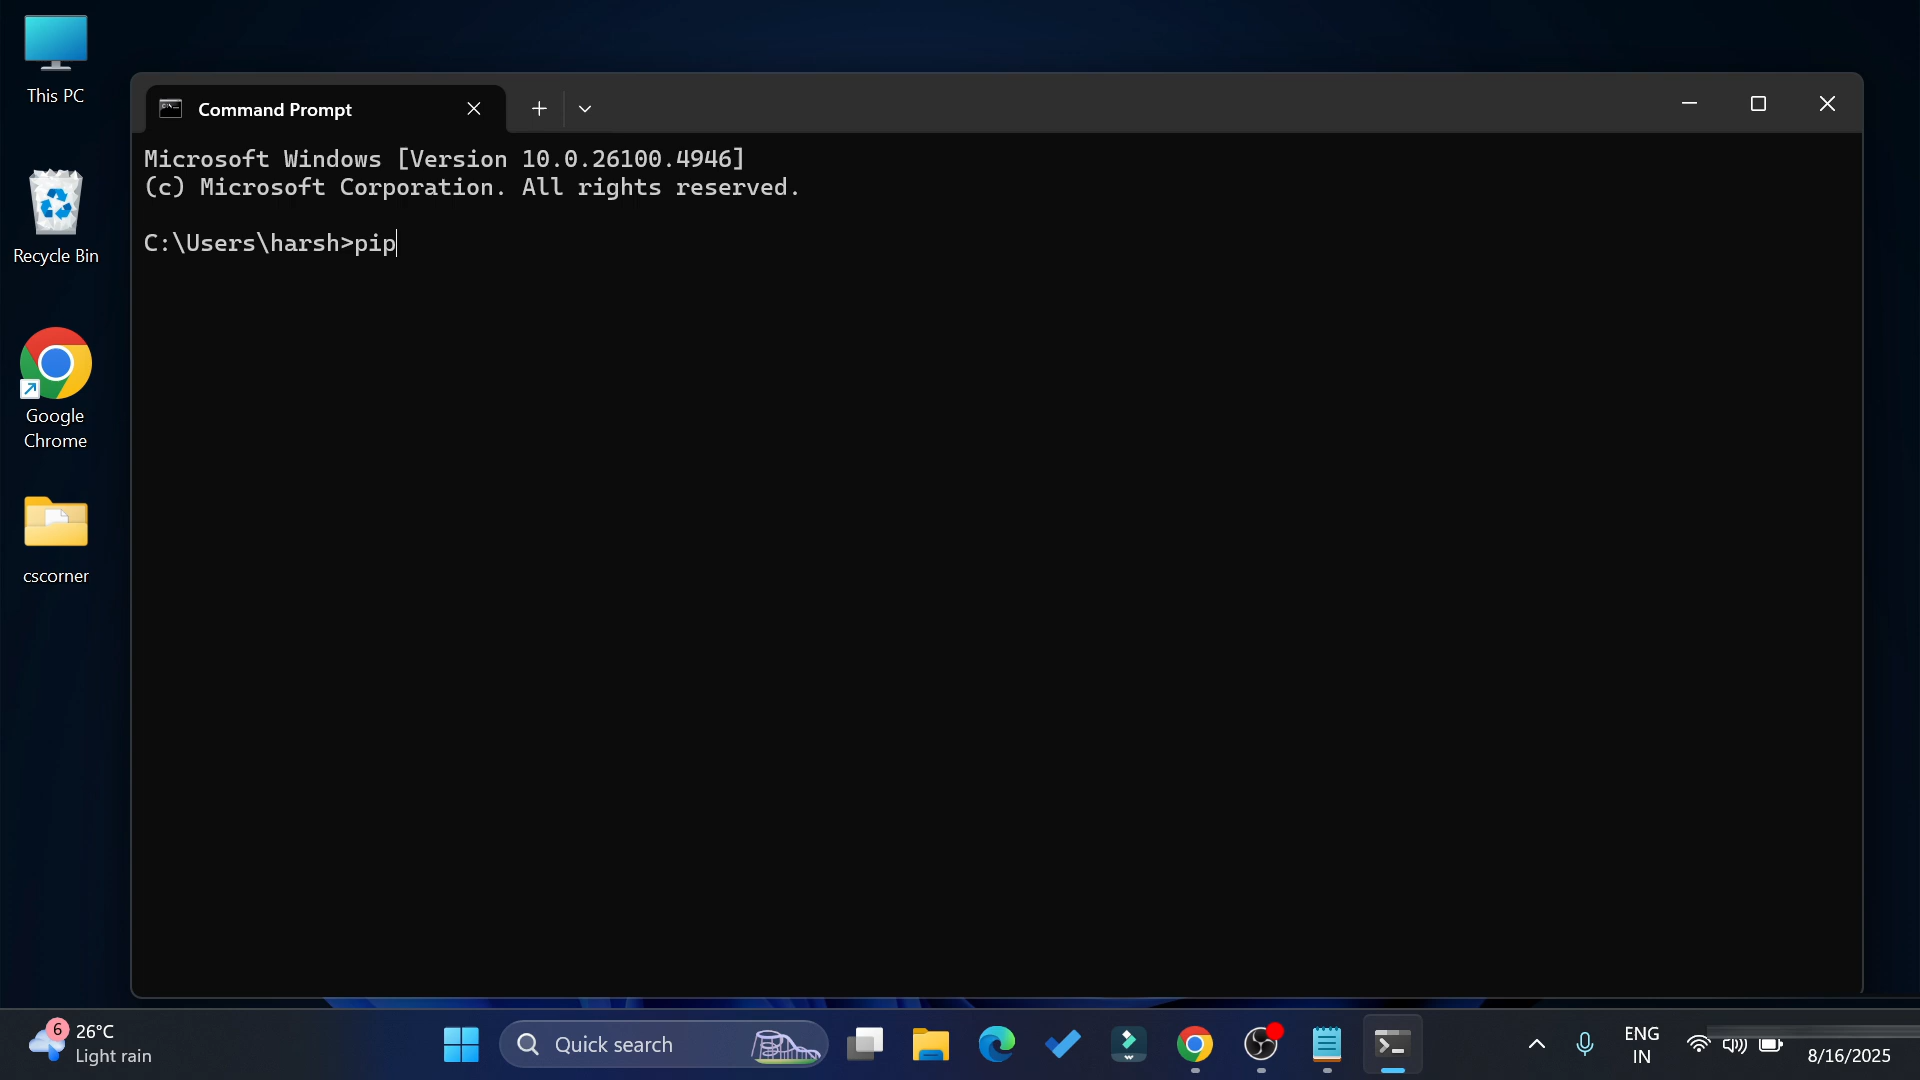 This PC
Recycle Bin
Google
Chrome
cscorner
Command Prompt
Microsoft Windows [Version 10.0.26100.4946]
(c) Microsoft Corporation. All rights reserved.
C:\Users\harsh>pip
6
26°C
Light rain
Quick search
ENG
IN
8/16/2025